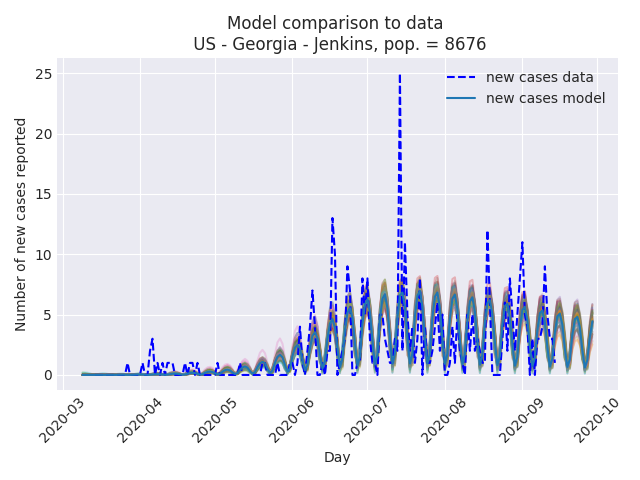 Model comparison to data
US - Georgia - Jenkins, pop. = 8676
new cases data
new cases model
Number of new cases reported
25
20
15
10
5
0
2020-03
2020-04
2020-05
2020-06
2020-07
2020-08
2020-09
2020-10
Day